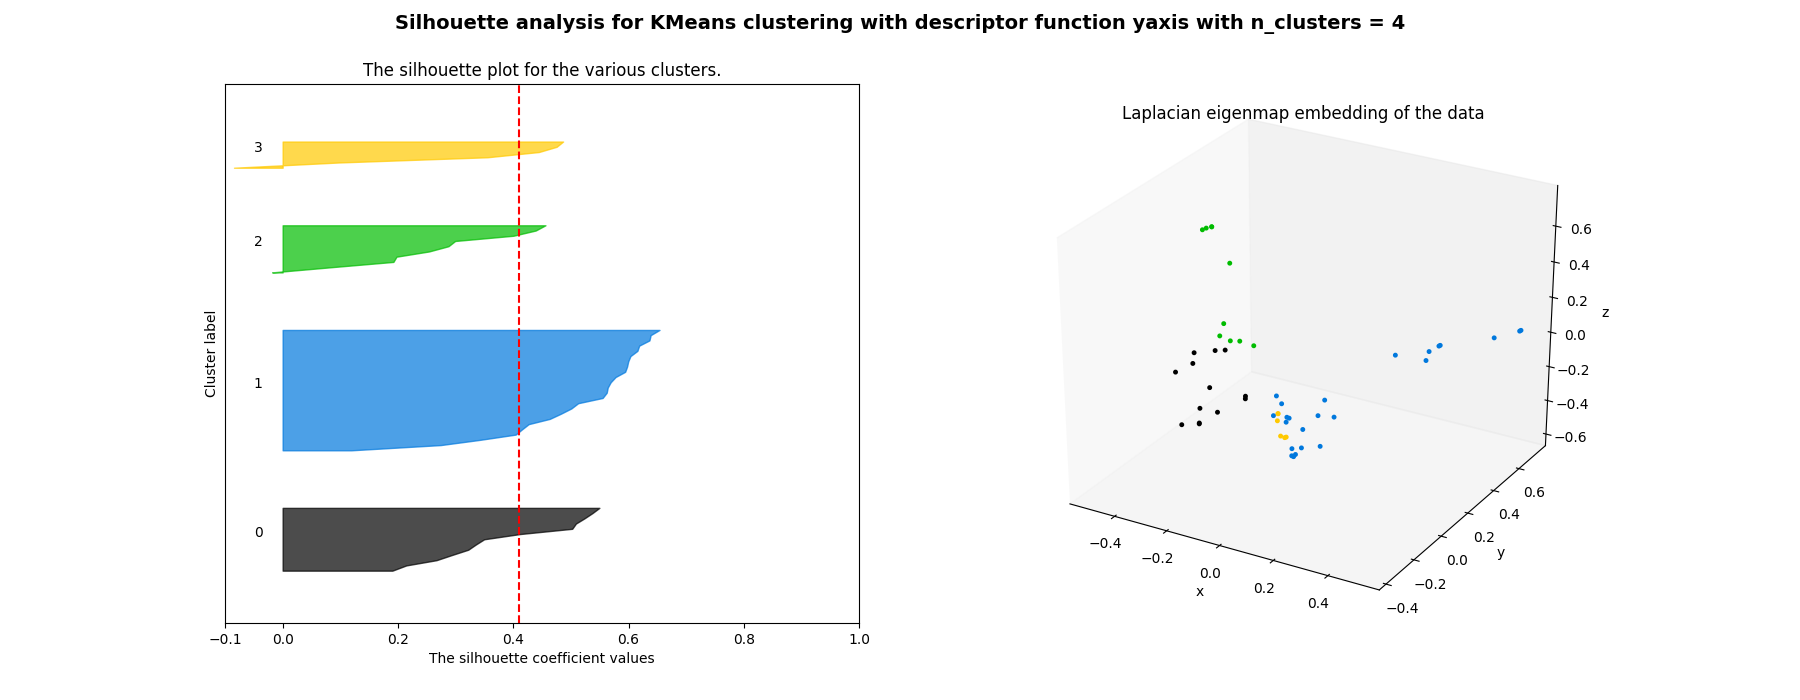 Silhouette analysis for KMeans clustering with descriptor function yaxis with n_clusters = 4
The silhouette plot for the various clusters.
3
2
1
0
Cluster label
−0.1 0.0 0.2 0.4 0.6 0.8 1.0
The silhouette coefficient values
Laplacian eigenmap embedding of the data
0.6
0.4
0.2
0.0
−0.2
−0.4
−0.6
z
0.6
0.4
0.2
0.0
−0.2
−0.4
y
−0.4
−0.2
0.0
0.2
0.4
x